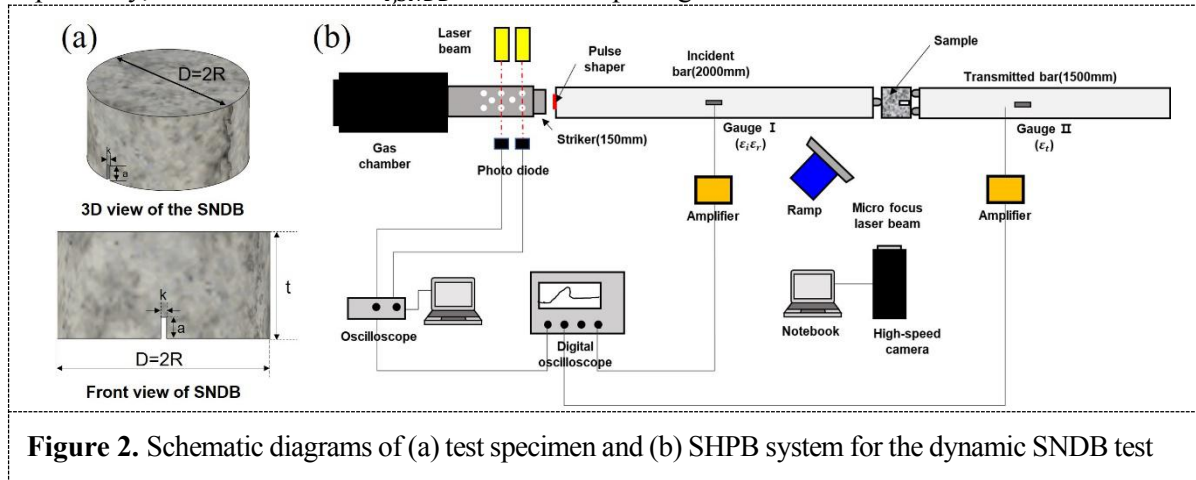 (a)
D=2R
k
a
3D view of the SNDB
k
a
t
D=2R
Front view of SNDB
(b)
Laser
beam
Gas
chamber
Pulse
shaper
Striker(150mm)
Photo diode
Incident
bar(2000mm)
Gauge I
(εᵢεᵣ)
Sample
Transmitted bar(1500mm)
Gauge II
(εₜ)
Amplifier
Ramp
Micro focus
laser beam
Amplifier
Oscilloscope
Digital
oscilloscope
Notebook
High-speed
camera
Figure 2. Schematic diagrams of (a) test specimen and (b) SHPB system for the dynamic SNDB test